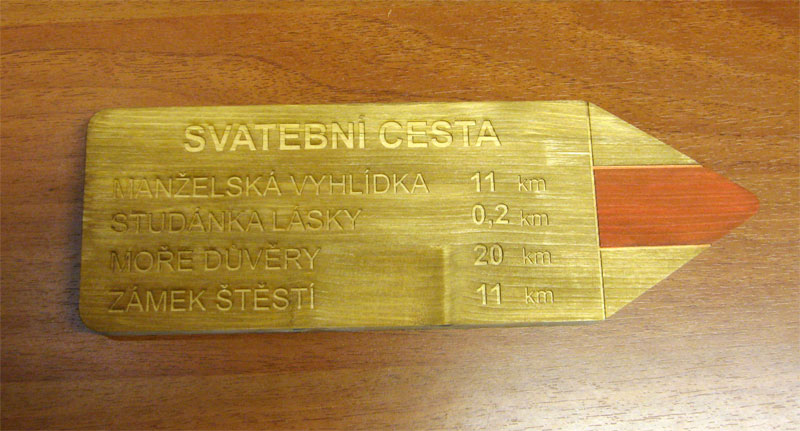 SVATEBNÍ CESTA
MANŽELSKÁ VYHLÍDKA 11 km
STUDÁNKA LÁSKY 0,2 km
MOŘE DŮVĚRY 20 km
ZÁMEK ŠTĚSTÍ 11 km